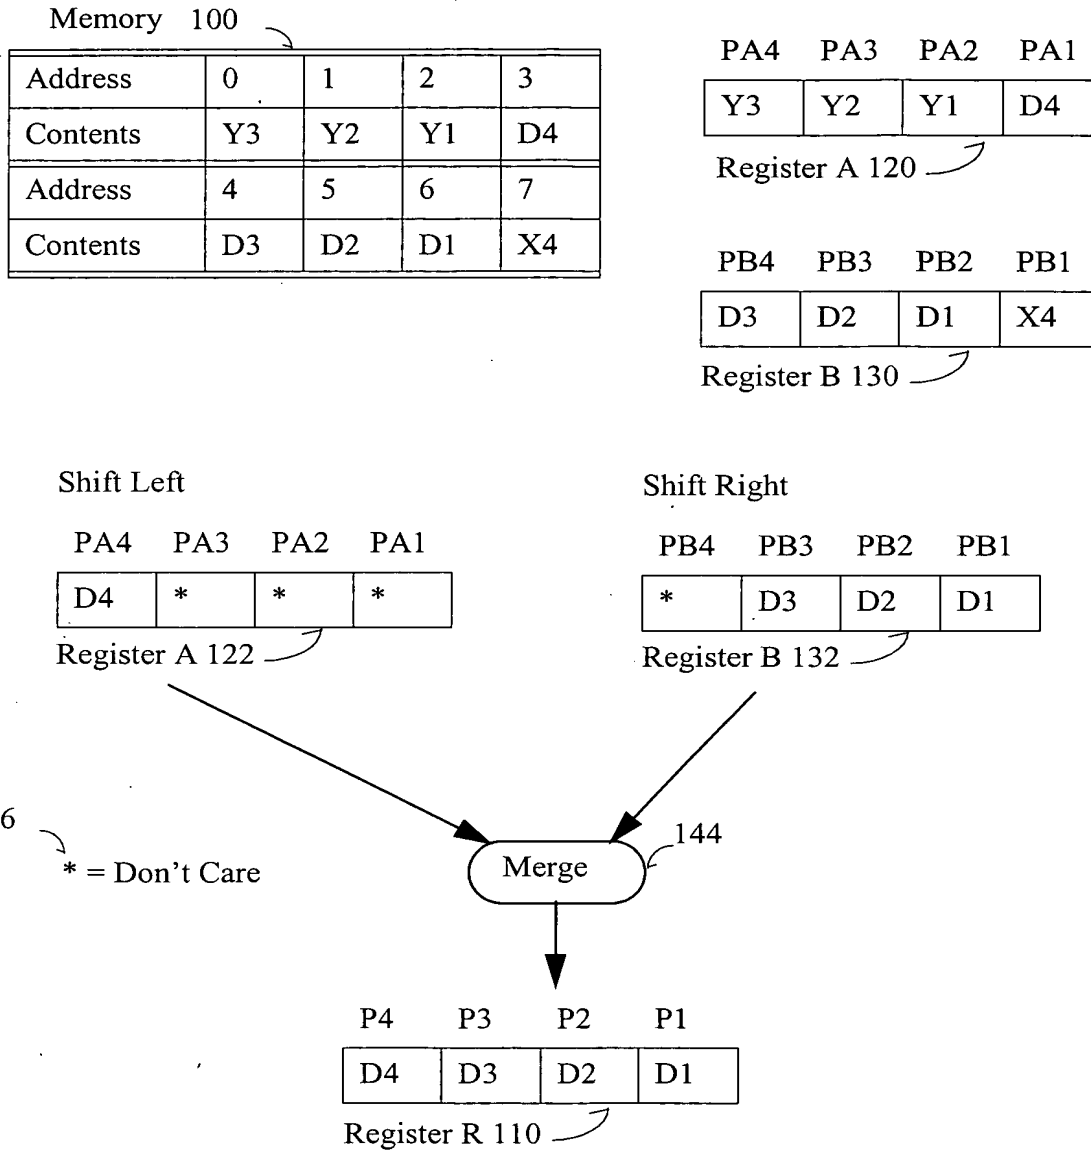 Memory 100
Address 0 1 2 3
Contents Y3 Y2 Y1 D4
Address 4 5 6 7
Contents D3 D2 D1 X4
PA4 PA3 PA2 PA1
Y3 Y2 Y1 D4
Register A 120
PB4 PB3 PB2 PB1
D3 D2 D1 X4
Register B 130
Shift Left
PA4 PA3 PA2 PA1
D4 * * *
Register A 122
Shift Right
PB4 PB3 PB2 PB1
* D3 D2 D1
Register B 132
6
* = Don't Care
Merge
144
P4 P3 P2 P1
D4 D3 D2 D1
Register R 110